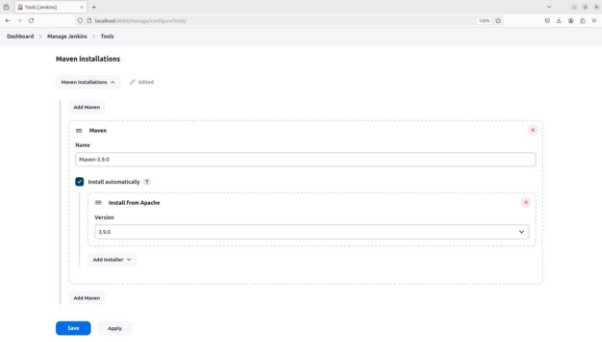 Tools [Jenkins]
localhost:8080/manage/configureTools/
120%
Dashboard > Manage Jenkins > Tools
Maven installations
Maven installations
Edited
Add Maven
Maven
Name
Maven-3.9.0
Install automatically ?
Install from Apache
Version
3.9.0
Add Installer
Add Maven
Save Apply